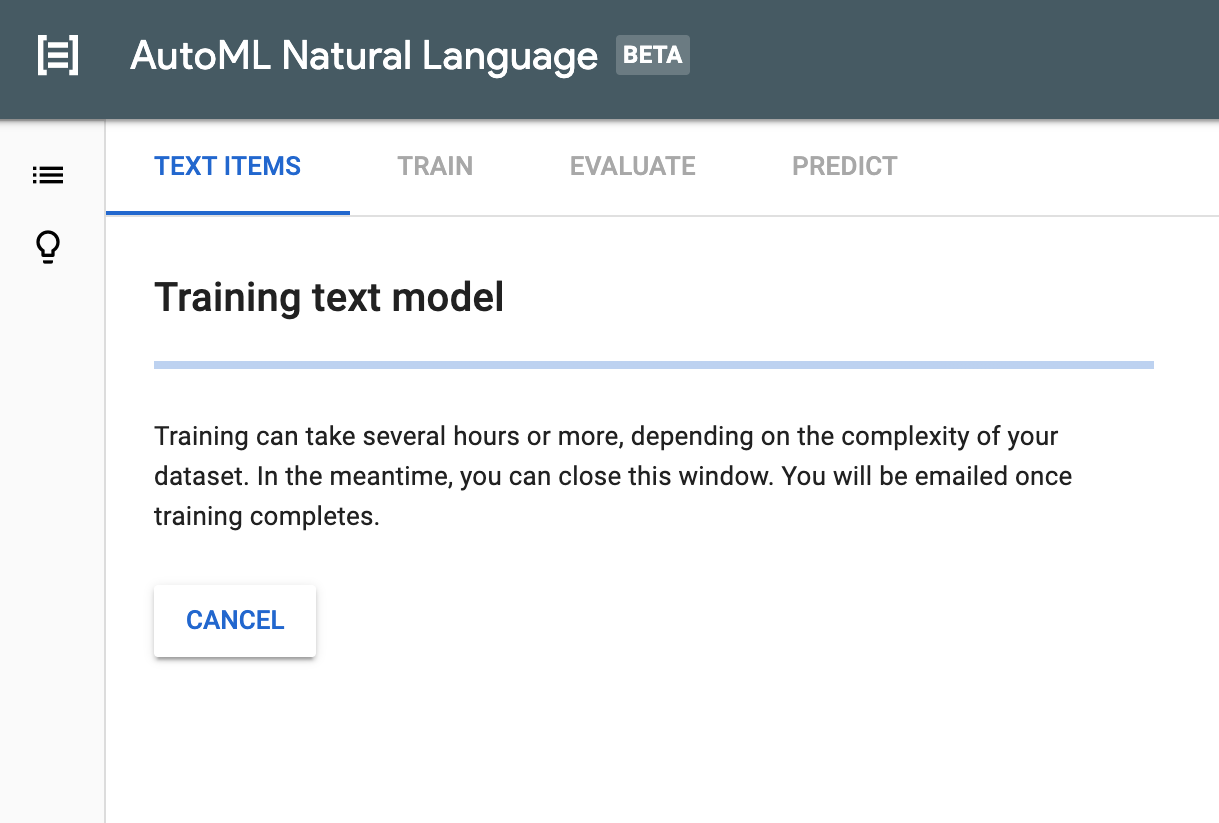 AutoML Natural Language BETA
TEXT ITEMS TRAIN EVALUATE PREDICT
Training text model
Training can take several hours or more, depending on the complexity of your
dataset. In the meantime, you can close this window. You will be emailed once
training completes.
CANCEL